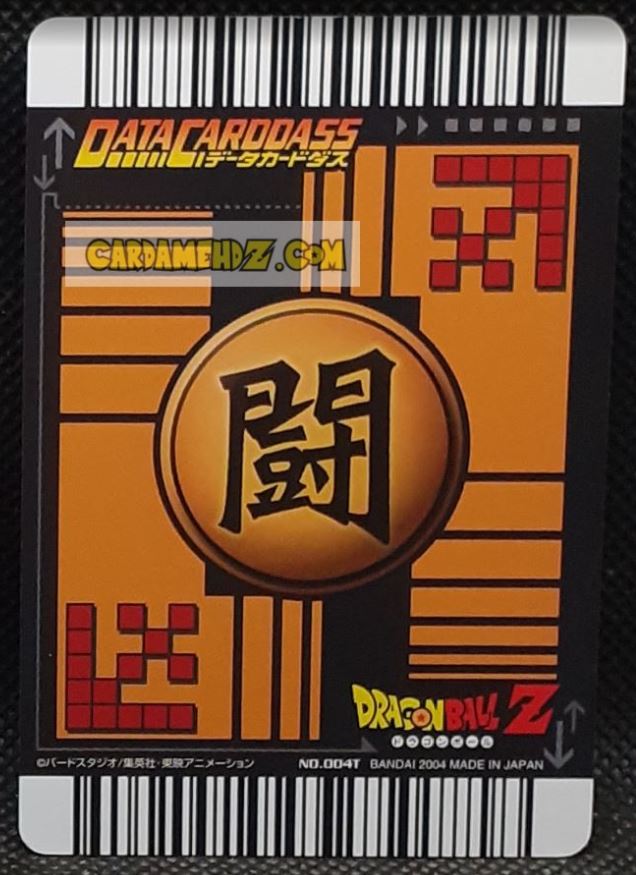 DATA CARDDASS
データカードダス
CARDAMEHDZ.COM
闘
DRAGON BALL Z
ドラゴンボール
©バードスタジオ/集英社・東映アニメーション NO.004T BANDAI 2004 MADE IN JAPAN